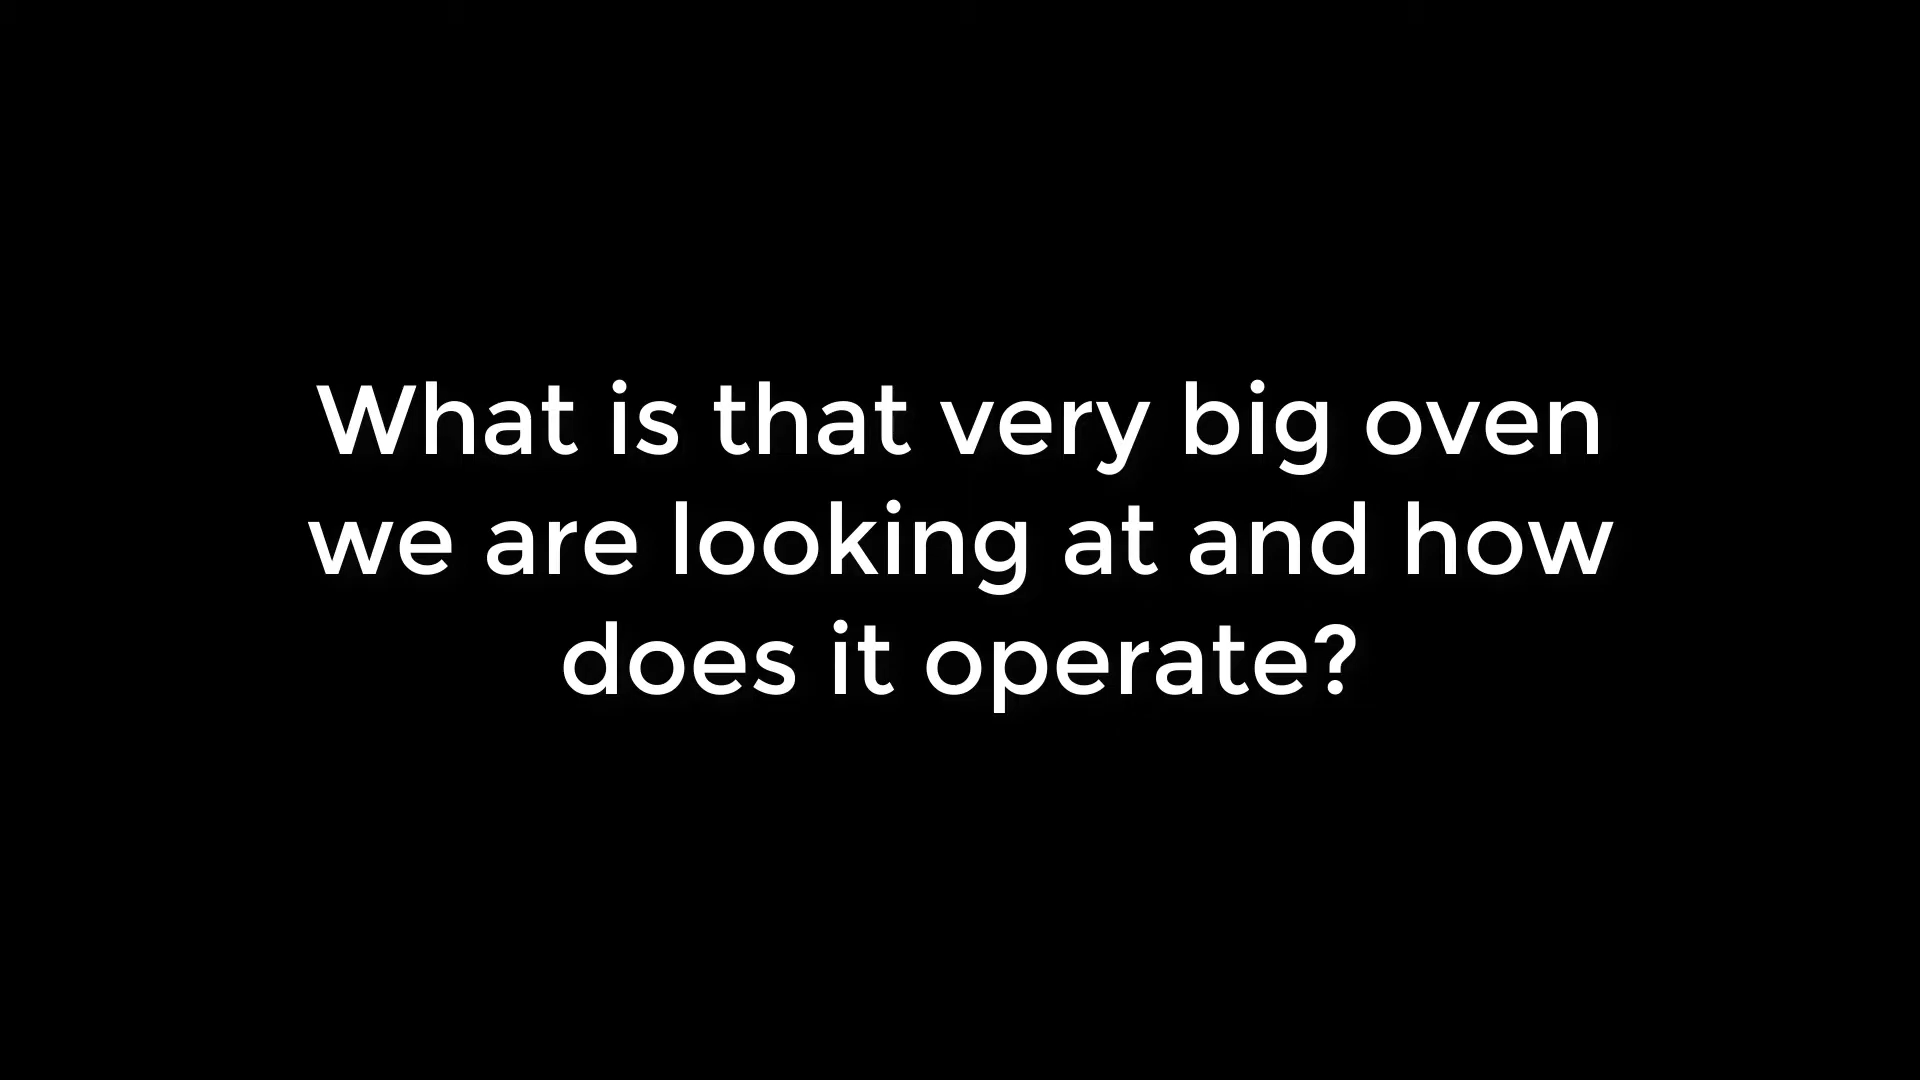 What is that very big oven
we are looking at and how
does it operate?